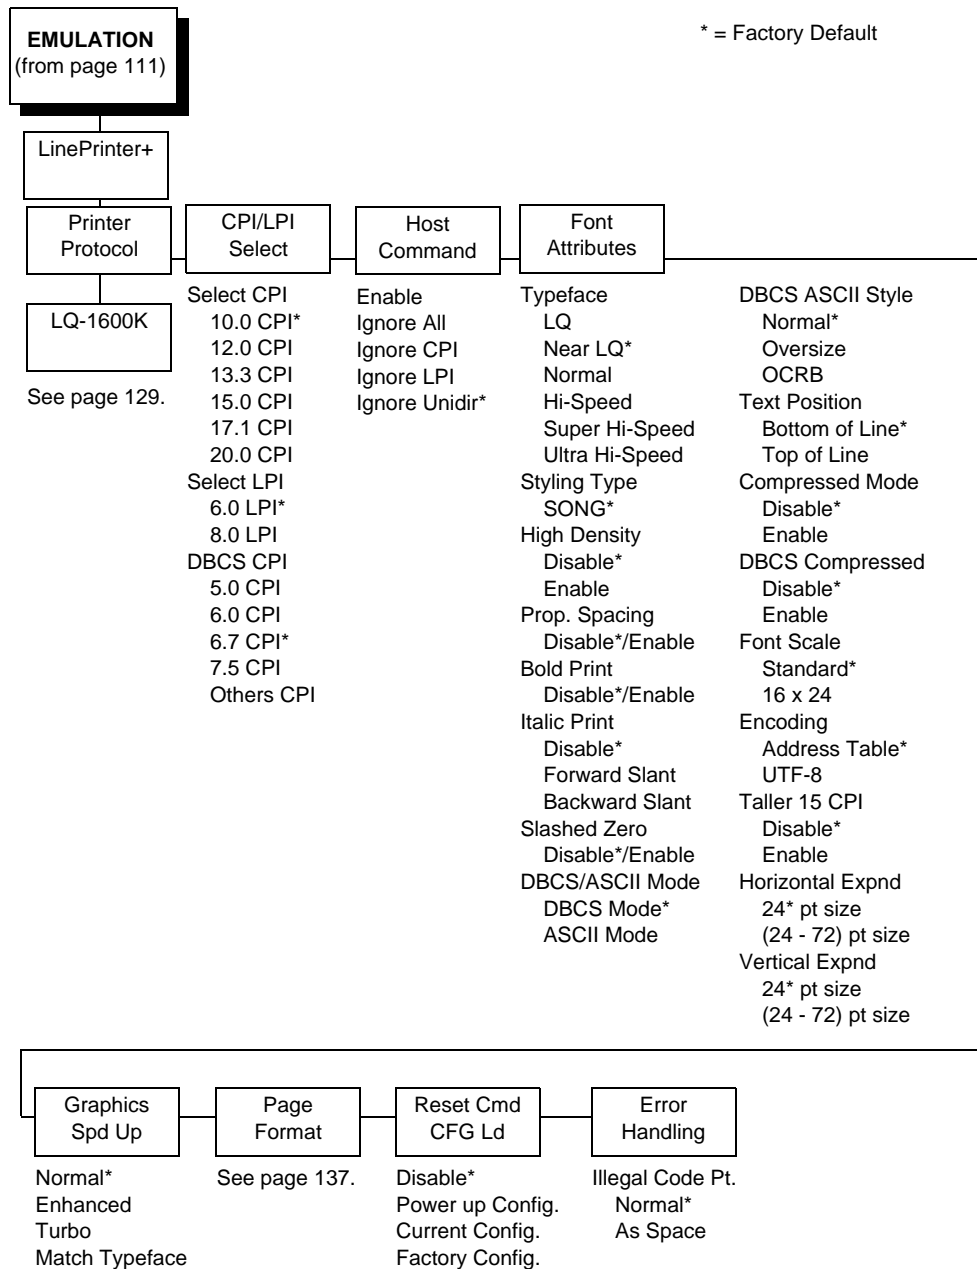 EMULATION
(from page 111)
* = Factory Default
LinePrinter+
Printer
Protocol
LQ-1600K
See page 129.
CPI/LPI
Select
Select CPI
10.0 CPI*
12.0 CPI
13.3 CPI
15.0 CPI
17.1 CPI
20.0 CPI
Select LPI
6.0 LPI*
8.0 LPI
DBCS CPI
5.0 CPI
6.0 CPI
6.7 CPI*
7.5 CPI
Others CPI
Host
Command
Enable
Ignore All
Ignore CPI
Ignore LPI
Ignore Unidir*
Font
Attributes
Typeface
LQ
Near LQ*
Normal
Hi-Speed
Super Hi-Speed
Ultra Hi-Speed
Styling Type
SONG*
High Density
Disable*
Enable
Prop. Spacing
Disable*/Enable
Bold Print
Disable*/Enable
Italic Print
Disable*
Forward Slant
Backward Slant
Slashed Zero
Disable*/Enable
DBCS/ASCII Mode
DBCS Mode*
ASCII Mode
DBCS ASCII Style
Normal*
Oversize
OCRB
Text Position
Bottom of Line*
Top of Line
Compressed Mode
Disable*
Enable
DBCS Compressed
Disable*
Enable
Font Scale
Standard*
16 x 24
Encoding
Address Table*
UTF-8
Taller 15 CPI
Disable*
Enable
Horizontal Expnd
24* pt size
(24 - 72) pt size
Vertical Expnd
24* pt size
(24 - 72) pt size
Graphics
Spd Up
Normal*
Enhanced
Turbo
Match Typeface
Page
Format
See page 137.
Reset Cmd
CFG Ld
Disable*
Power up Config.
Current Config.
Factory Config.
Error
Handling
Illegal Code Pt.
Normal*
As Space